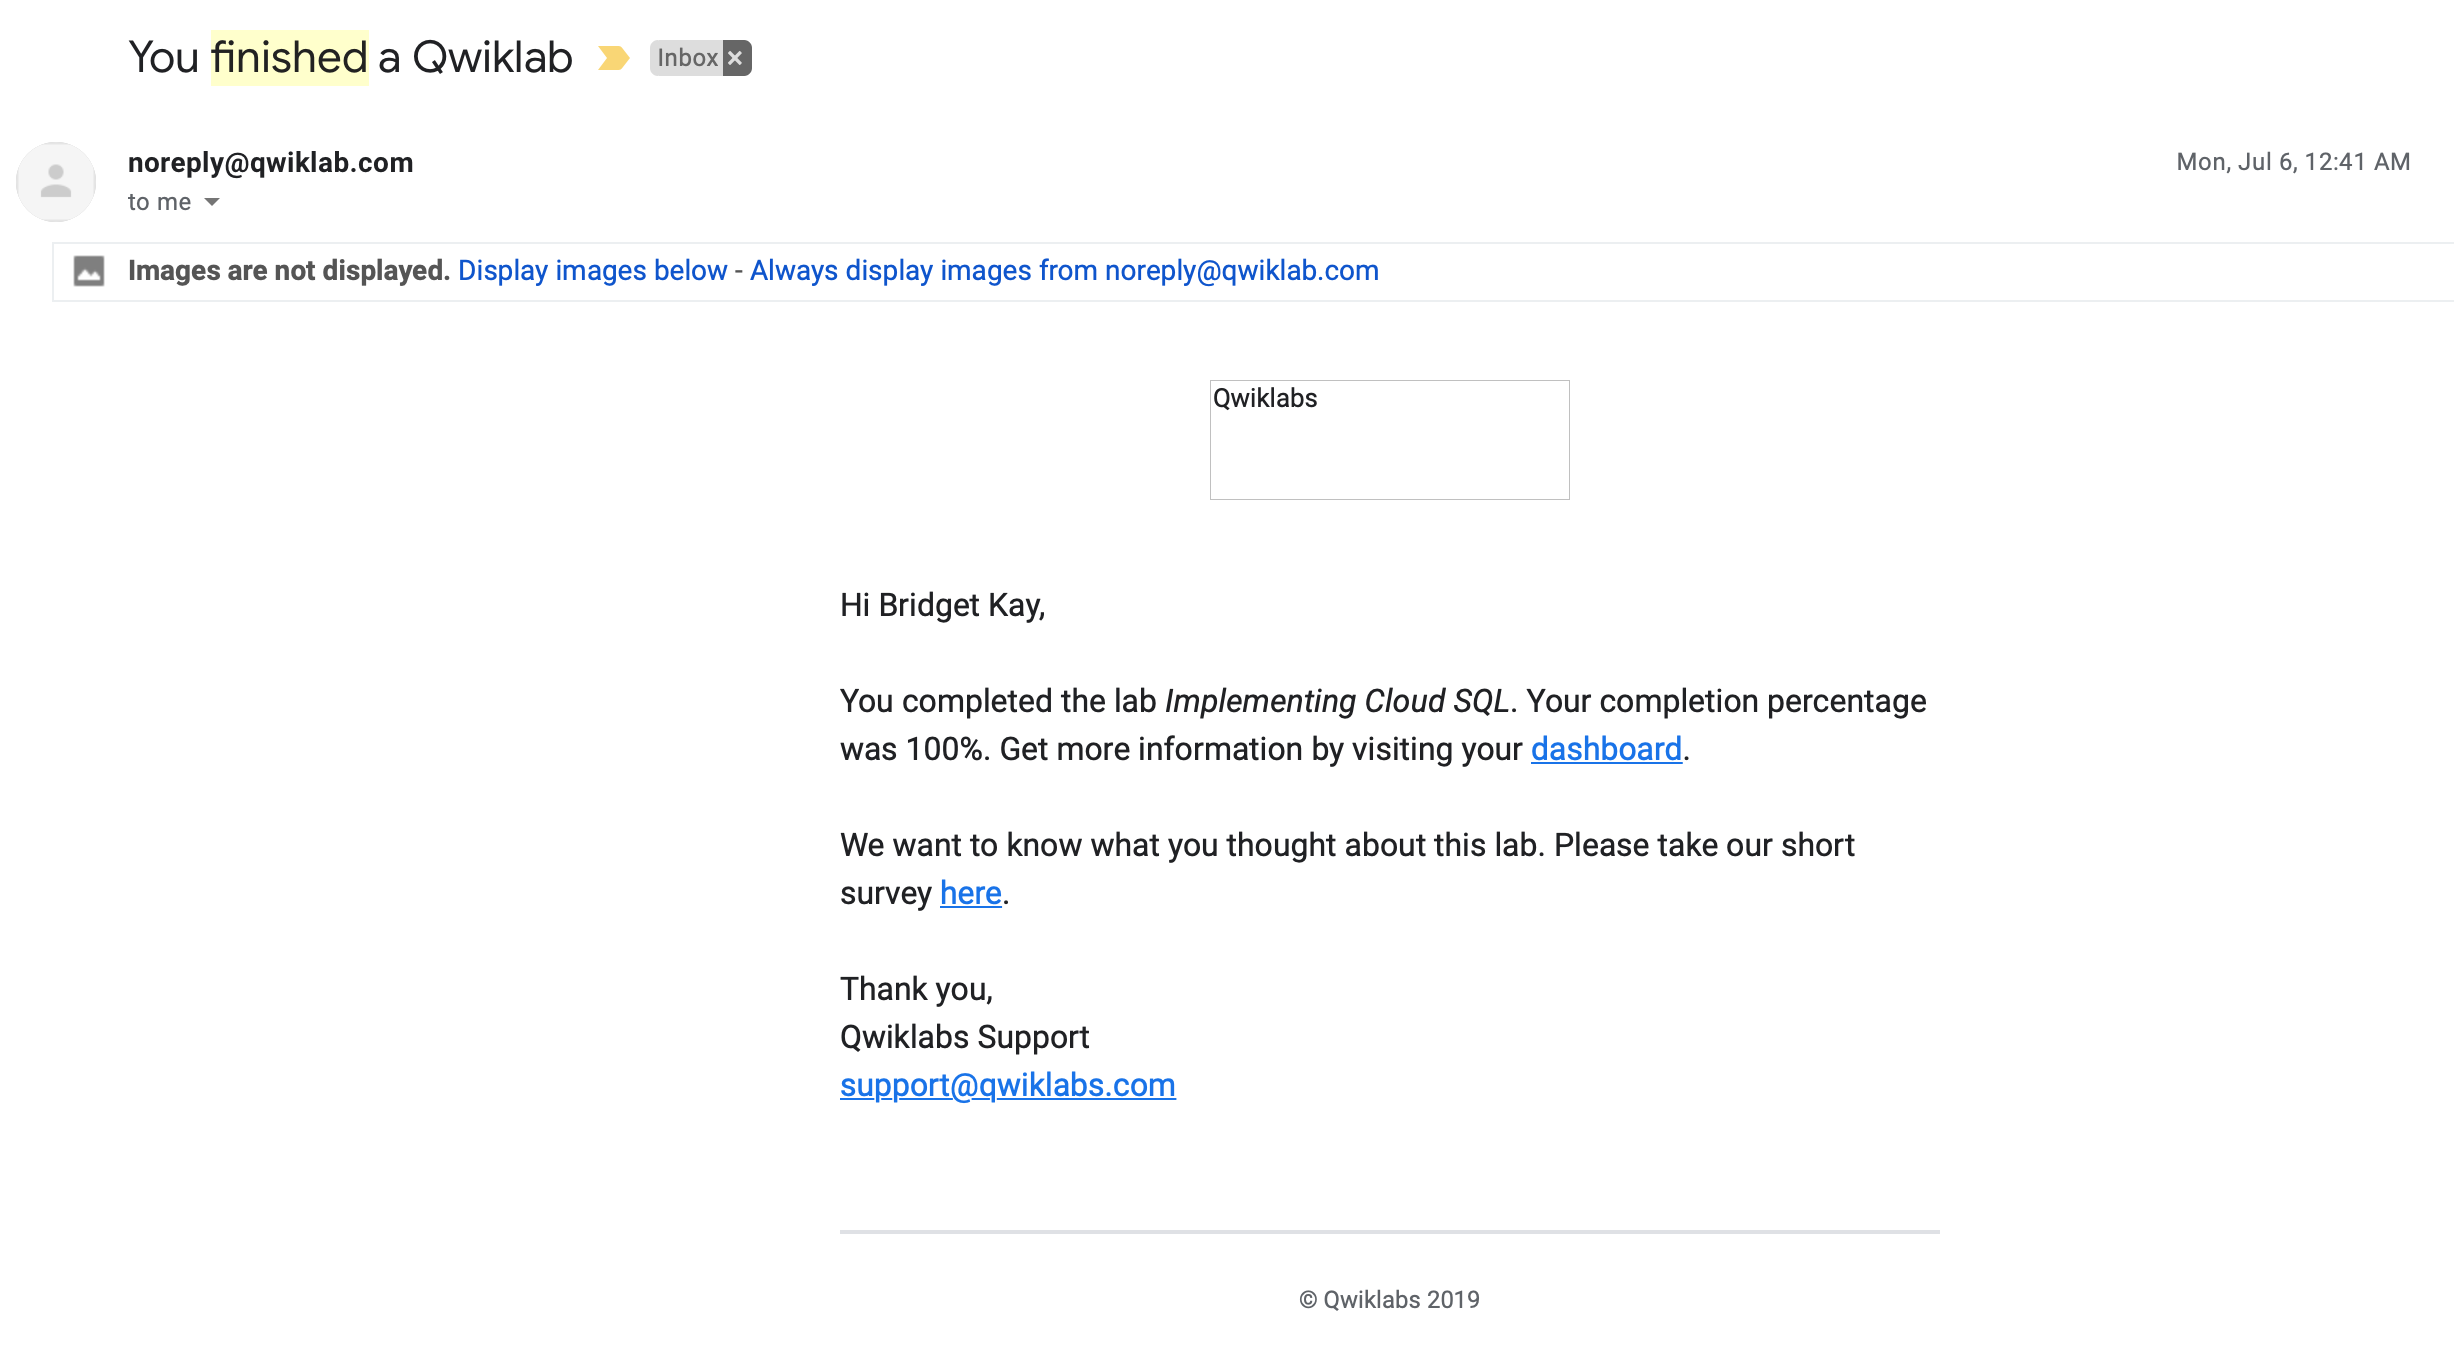 You finished a Qwiklab Inbox
noreply@qwiklab.com
Mon, Jul 6, 12:41 AM
to me
Images are not displayed. Display images below - Always display images from noreply@qwiklab.com
Qwiklabs
Hi Bridget Kay,
You completed the lab Implementing Cloud SQL. Your completion percentage
was 100%. Get more information by visiting your dashboard.
We want to know what you thought about this lab. Please take our short
survey here.
Thank you,
Qwiklabs Support
support@qwiklabs.com
© Qwiklabs 2019